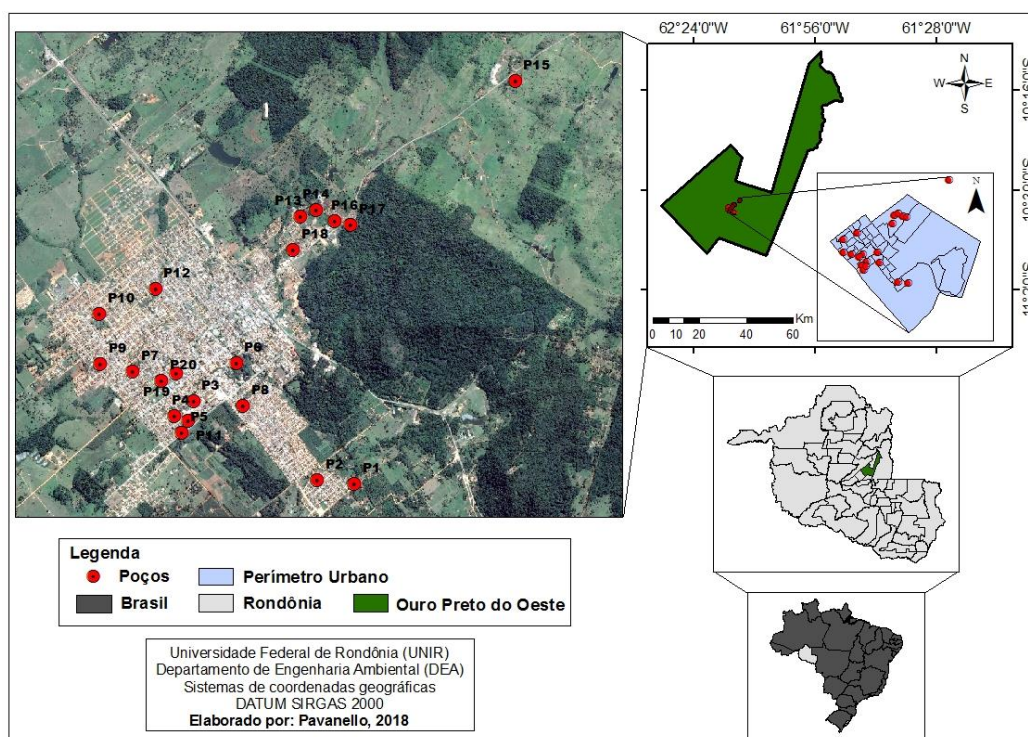 P15
P14
P13
P16
P17
P18
P12
P10
P9
P7
P20
P6
P19
P3
P8
P4
P5
P11
P2
P1
62°24'0"W
61°56'0"W
61°28'0"W
N
W
E
S
N
0 10 20
40
60
Km
Legenda
Poços
Perímetro Urbano
Brasil
Rondônia
Ouro Preto do Oeste
Universidade Federal de Rondônia (UNIR)
Departamento de Engenharia Ambiental (DEA)
Sistemas de coordenadas geográficas
DATUM SIRGAS 2000
Elaborado por: Pavanello, 2018